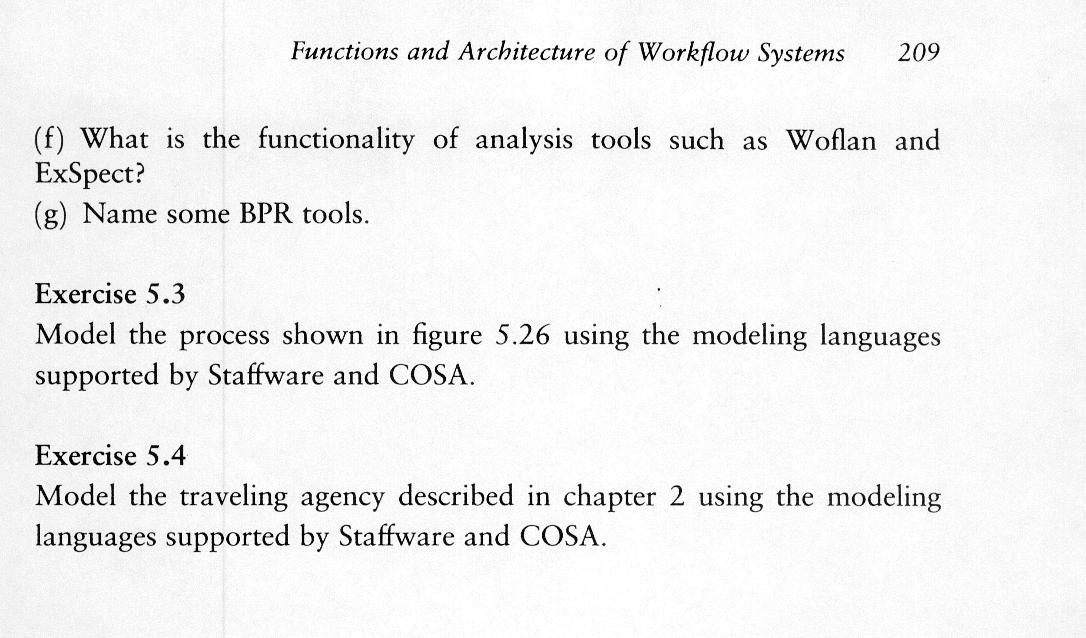 Functions and Architecture of Workflow Systems 209
(f) What is the functionality of analysis tools such as Woflan and
ExSpect?
(g) Name some BPR tools.
Exercise 5.3
Model the process shown in figure 5.26 using the modeling languages
supported by Staffware and COSA.
Exercise 5.4
Model the traveling agency described in chapter 2 using the modeling
languages supported by Staffware and COSA.